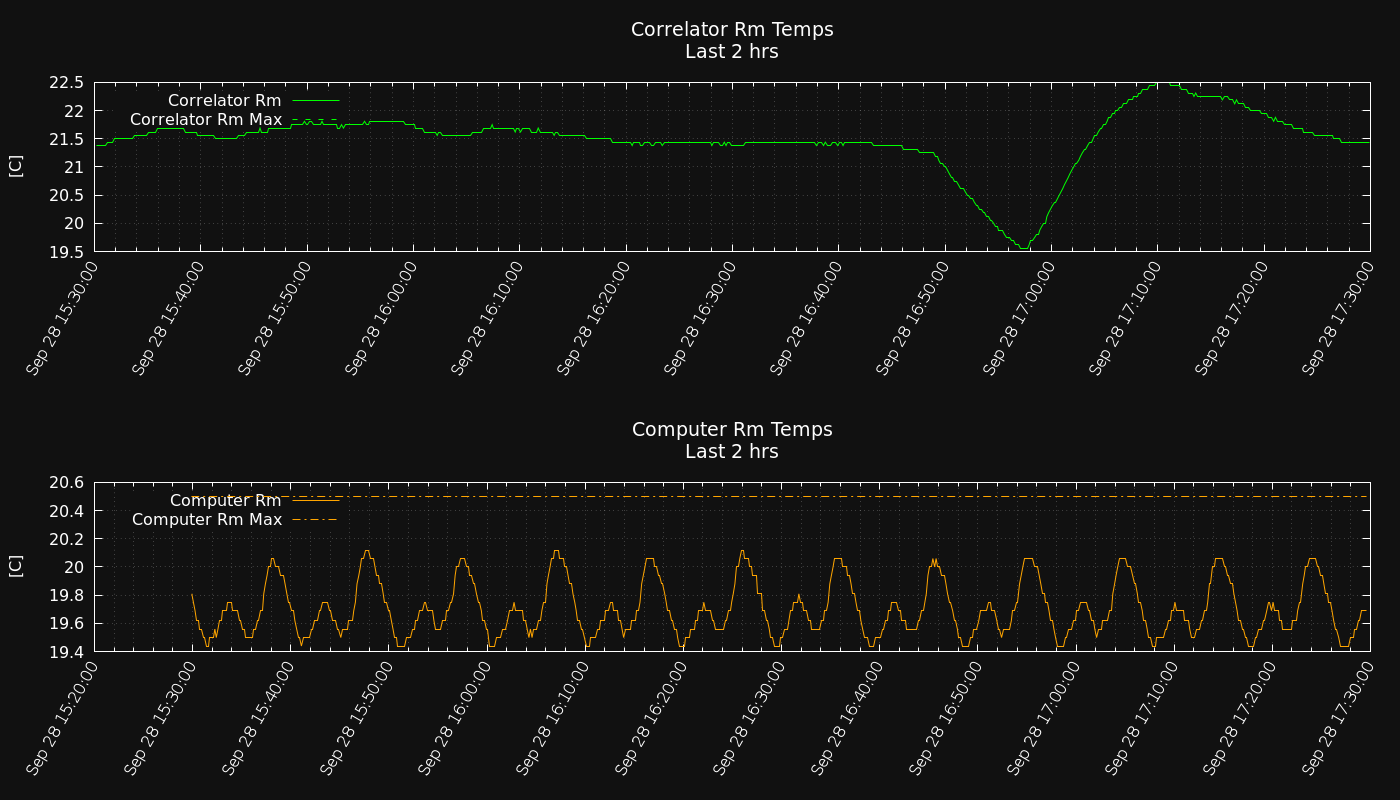 Correlator Rm Temps
Last 2 hrs
22.5
22
21.5
21
20.5
20
19.5
[C]
Correlator Rm
Correlator Rm Max
Sep 28 15:30:00
Sep 28 15:40:00
Sep 28 15:50:00
Sep 28 16:00:00
Sep 28 16:10:00
Sep 28 16:20:00
Sep 28 16:30:00
Sep 28 16:40:00
Sep 28 16:50:00
Sep 28 17:00:00
Sep 28 17:10:00
Sep 28 17:20:00
Sep 28 17:30:00
Computer Rm Temps
Last 2 hrs
20.6
20.4
20.2
20
19.8
19.6
19.4
[C]
Computer Rm
Computer Rm Max
Sep 28 15:20:00
Sep 28 15:30:00
Sep 28 15:40:00
Sep 28 15:50:00
Sep 28 16:00:00
Sep 28 16:10:00
Sep 28 16:20:00
Sep 28 16:30:00
Sep 28 16:40:00
Sep 28 16:50:00
Sep 28 17:00:00
Sep 28 17:10:00
Sep 28 17:20:00
Sep 28 17:30:00